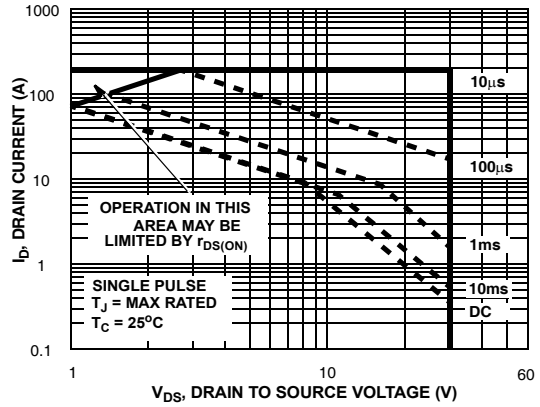 1000
100
10
1
0.1
I_D, DRAIN CURRENT (A)
10μs
100μs
1ms
10ms
DC
OPERATION IN THIS
AREA MAY BE
LIMITED BY r_DS(ON)
SINGLE PULSE
T_J = MAX RATED
T_C = 25°C
1
10
60
V_DS, DRAIN TO SOURCE VOLTAGE (V)